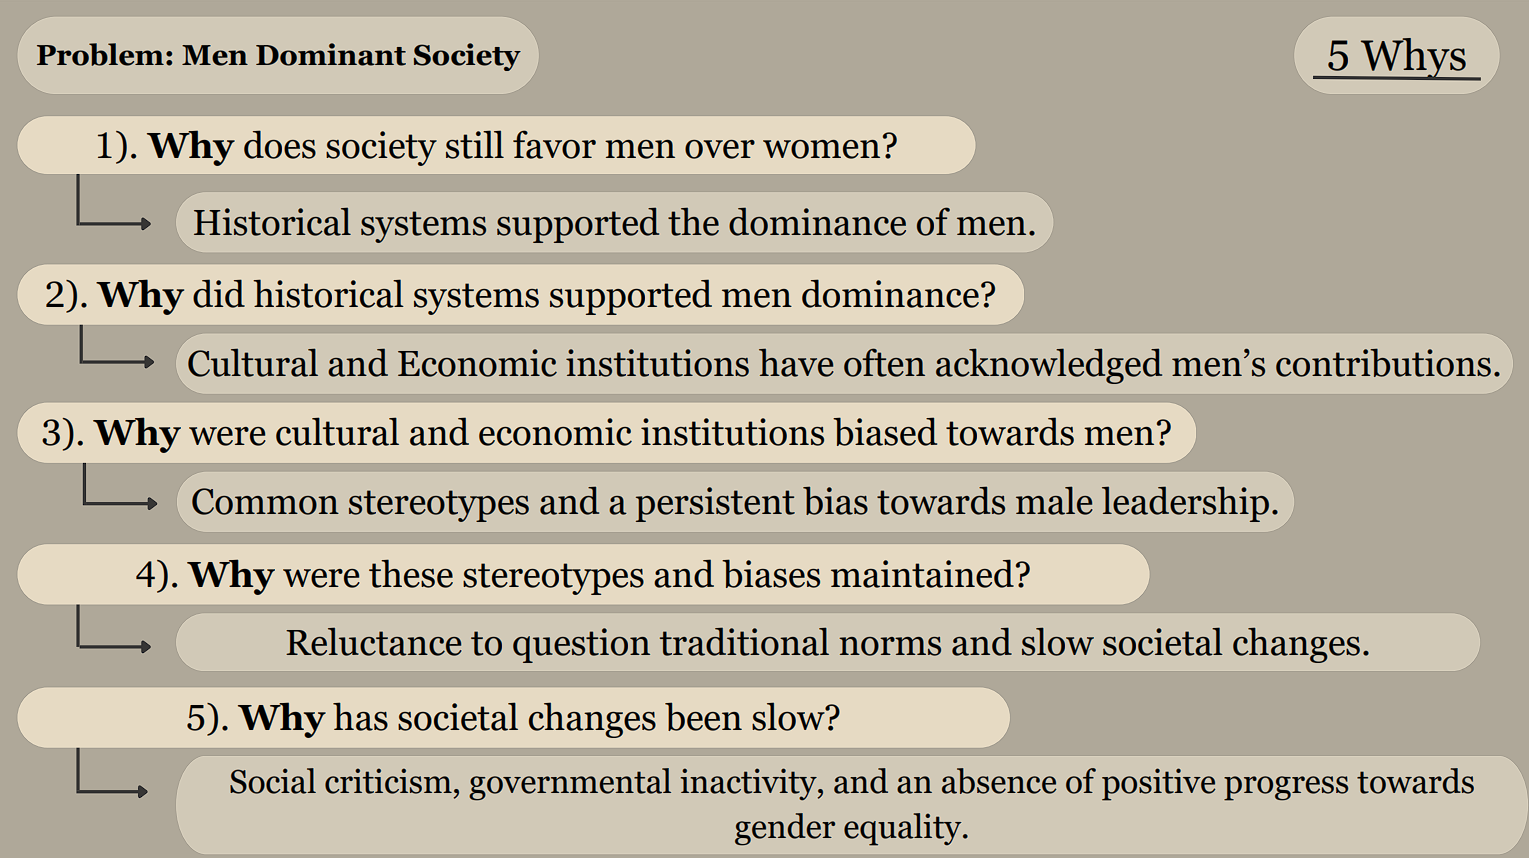 Problem: Men Dominant Society
5 Whys
1). Why does society still favor men over women?
Historical systems supported the dominance of men.
2). Why did historical systems supported men dominance?
Cultural and Economic institutions have often acknowledged men’s contributions.
3). Why were cultural and economic institutions biased towards men?
Common stereotypes and a persistent bias towards male leadership.
4). Why were these stereotypes and biases maintained?
Reluctance to question traditional norms and slow societal changes.
5). Why has societal changes been slow?
Social criticism, governmental inactivity, and an absence of positive progress towards
gender equality.